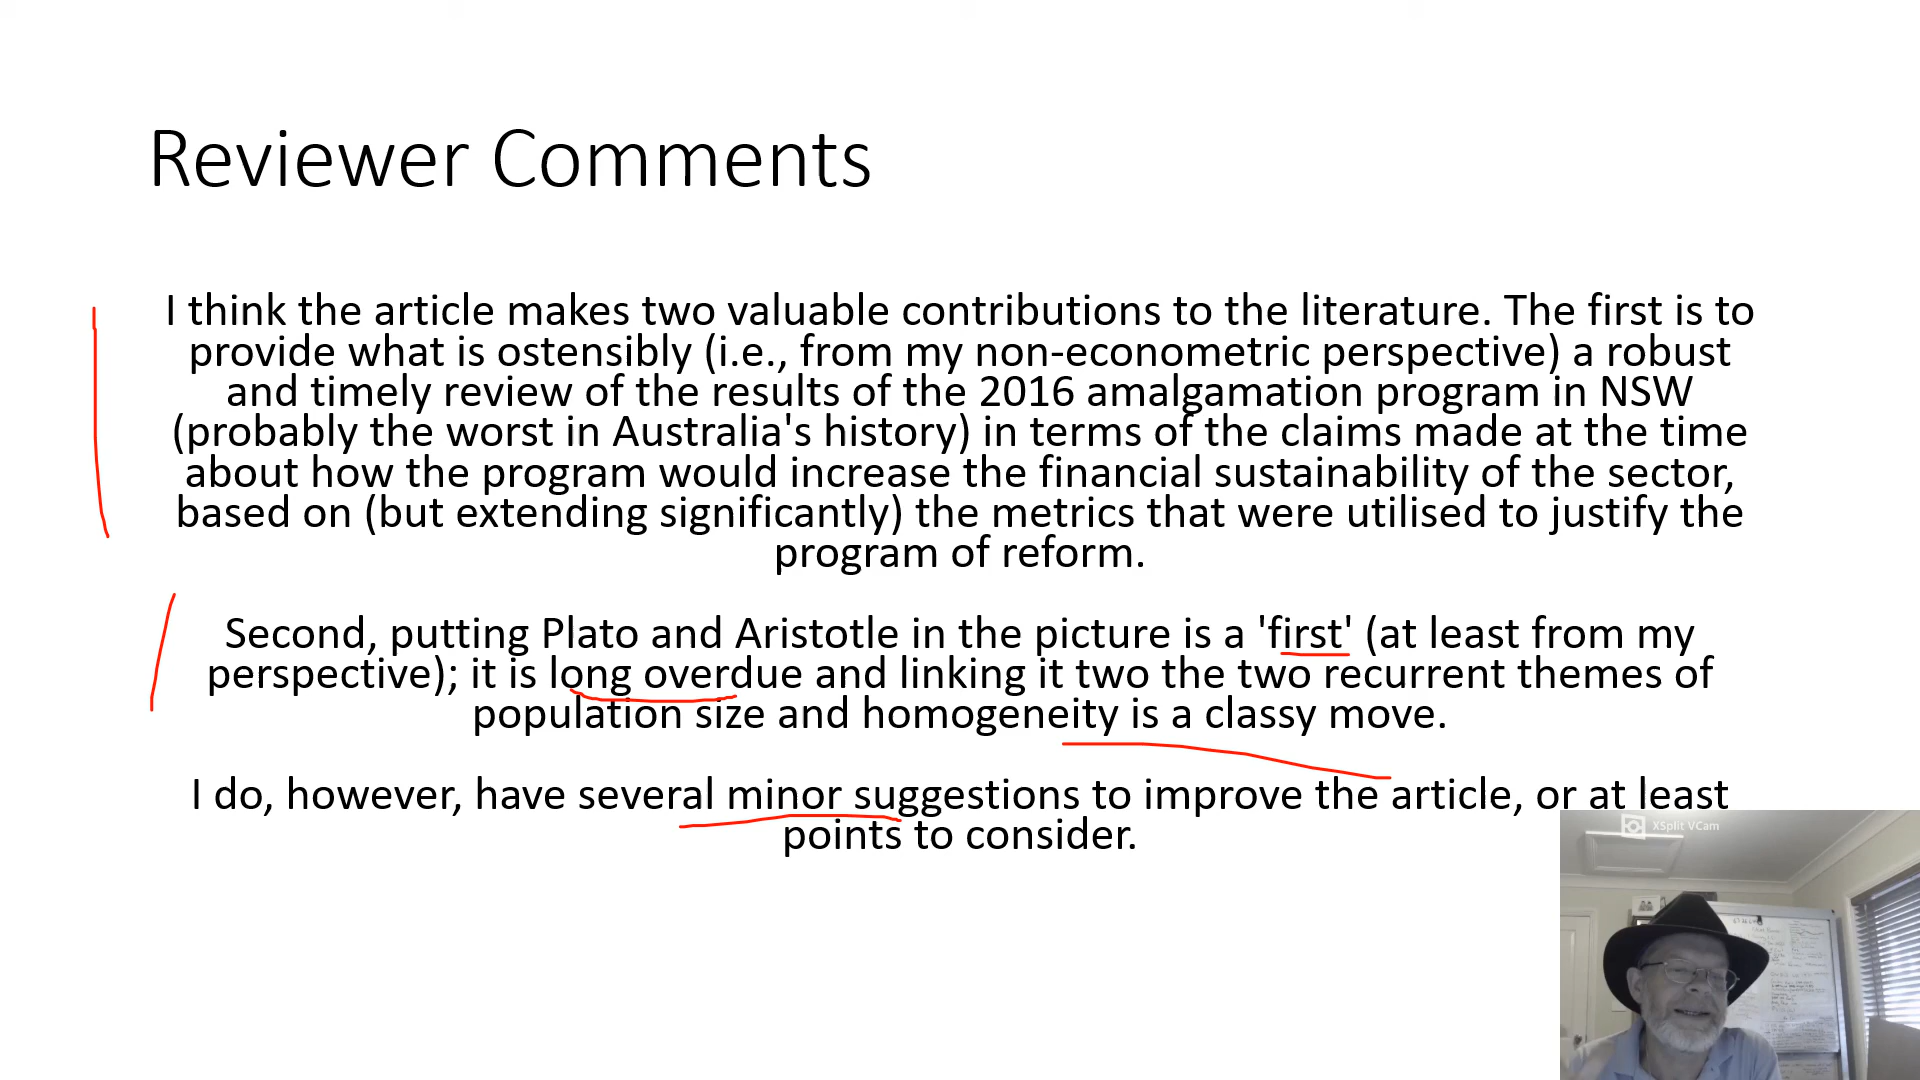 Reviewer Comments
I think the article makes two valuable contributions to the literature. The first is to
provide what is ostensibly (i.e., from my non-econometric perspective) a robust
and timely review of the results of the 2016 amalgamation program in NSW
(probably the worst in Australia's history) in terms of the claims made at the time
about how the program would increase the financial sustainability of the sector,
based on (but extending significantly) the metrics that were utilised to justify the
program of reform.
Second, putting Plato and Aristotle in the picture is a 'first' (at least from my
perspective); it is long overdue and linking it two the two recurrent themes of
population size and homogeneity is a classy move.
I do, however, have several minor suggestions to improve the article, or at least
points to consider.
XSplit VCam